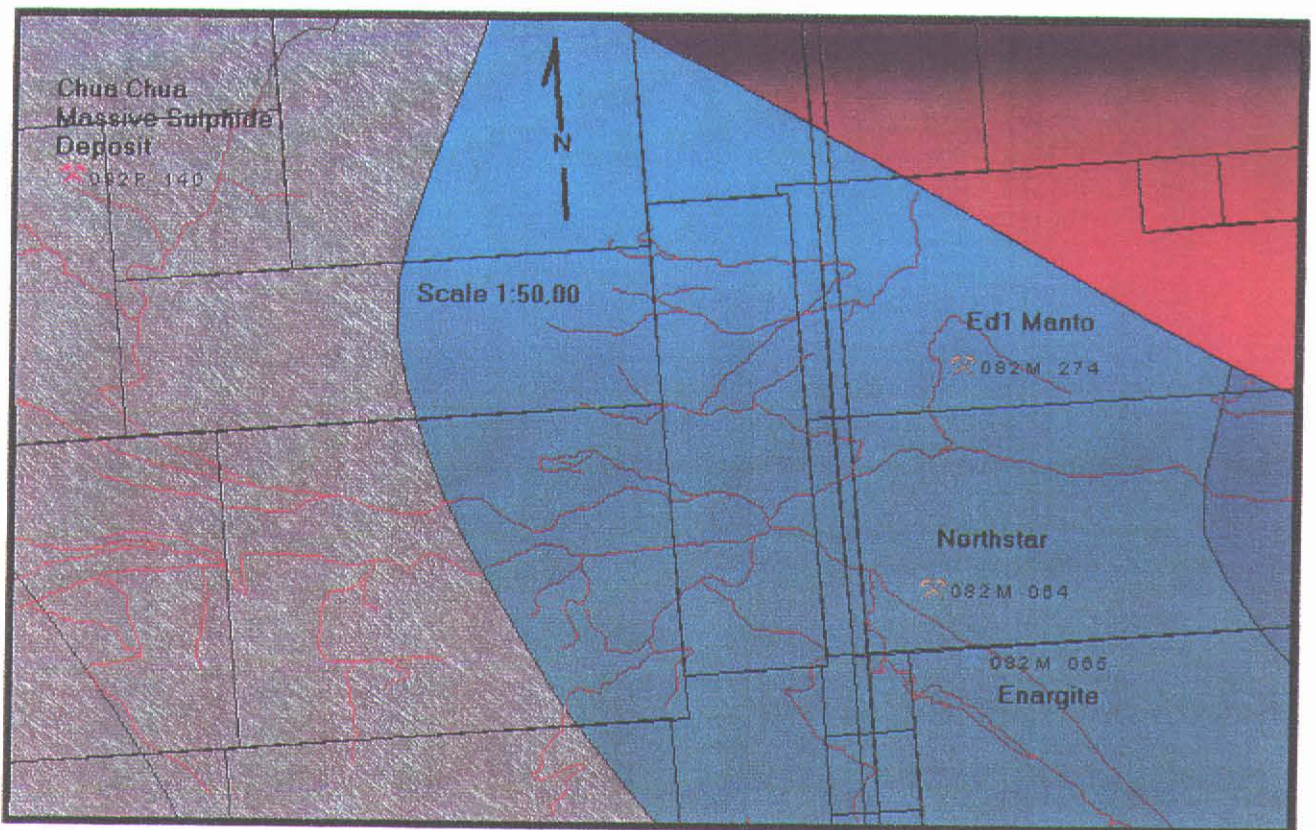 Chua Chua
Massive Sulphide
Deposit
082P 140
N
Scale 1:50,00
Ed1 Manto
082M 274
Northstar
082M 064
082M 065
Enargite